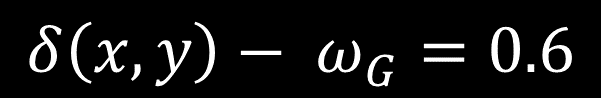 δ(x, y) − ω_G = 0.6